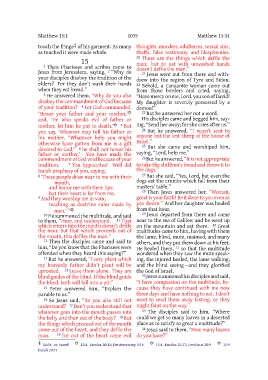 Matthew 15:1 1073 Matthew 15:34
touch the fringe of his garment. As many
as touched it were made whole.
15
1 Then Pharisees and scribes came to
Jesus from Jerusalem, saying, 2 “Why do
your disciples disobey the tradition of the
elders? For they don’t wash their hands
when they eat bread.”
3 He answered them, “Why do you also
disobey the commandment of God because
of your tradition? 4 For God commanded,
‘Honor your father and your mother,’
and, ‘He who speaks evil of father or
mother, let him be put to death.’ 5 But
you say, ‘Whoever may tell his father or
his mother, “Whatever help you might
otherwise have gotten from me is a gift
devoted to God,” 6 he shall not honor his
father or mother.’ You have made the
commandment of God void because of your
tradition. 7 You hypocrites! Well did
Isaiah prophesy of you, saying,
8 ‘These people draw near to me with their
mouth,
and honor me with their lips;
but their heart is far from me.
9 And they worship me in vain,
teaching as doctrine rules made by
men.’”
10 He summoned the multitude, and said
to them, “Hear, and understand. 11 That
which enters into the mouth doesn’t defile
the man; but that which proceeds out of
the mouth, this defiles the man.”
12 Then the disciples came and said to
him, “Do you know that the Pharisees were
offended when they heard this saying?”
13 But he answered, “Every plant which
my heavenly Father didn’t plant will be
uprooted. 14 Leave them alone. They are
blind guides of the blind. If the blind guide
the blind, both will fall into a pit.”
15 Peter answered him, “Explain the
parable to us.”
16 So Jesus said, “Do you also still not
understand? 17 Don’t you understand that
whatever goes into the mouth passes into
the belly and then out of the body? 18 But
the things which proceed out of the mouth
come out of the heart, and they defile the
man. 19 For out of the heart come evil
thoughts, murders, adulteries, sexual sins,
thefts, false testimony, and blasphemies.
20 These are the things which defile the
man; but to eat with unwashed hands
doesn’t defile the man.”
21 Jesus went out from there and with-
drew into the region of Tyre and Sidon.
22 Behold, a Canaanite woman came out
from those borders and cried, saying,
“Have mercy on me, Lord, you son of David!
My daughter is severely possessed by a
demon!”
23 But he answered her not a word.
His disciples came and begged him, say-
ing, “Send her away; for she cries after us.”
24 But he answered, “I wasn’t sent to
anyone but the lost sheep of the house of
Israel.”
25 But she came and worshiped him,
saying, “Lord, help me.”
26 But he answered, “It is not appropriate
to take the children’s bread and throw it to
the dogs.”
27 But she said, “Yes, Lord, but even the
dogs eat the crumbs which fall from their
masters’ table.”
28 Then Jesus answered her, “Woman,
great is your faith! Be it done to you even as
you desire.” And her daughter was healed
from that hour.
29 Jesus departed from there and came
near to the sea of Galilee; and he went up
on the mountain and sat there. 30 Great
multitudes came to him, having with them
the lame, blind, mute, maimed, and many
others, and they put them down at his feet.
He healed them, 31 so that the multitude
wondered when they saw the mute speak-
ing, the injured healed, the lame walking,
and the blind seeing—and they glorified
the God of Israel.
32 Jesus summoned his disciples and said,
“I have compassion on the multitude, be-
cause they have continued with me now
three days and have nothing to eat. I don’t
want to send them away fasting, or they
might faint on the way.”
33 The disciples said to him, “Where
could we get so many loaves in a deserted
place as to satisfy so great a multitude?”
34 Jesus said to them, “How many loaves
do you have?”